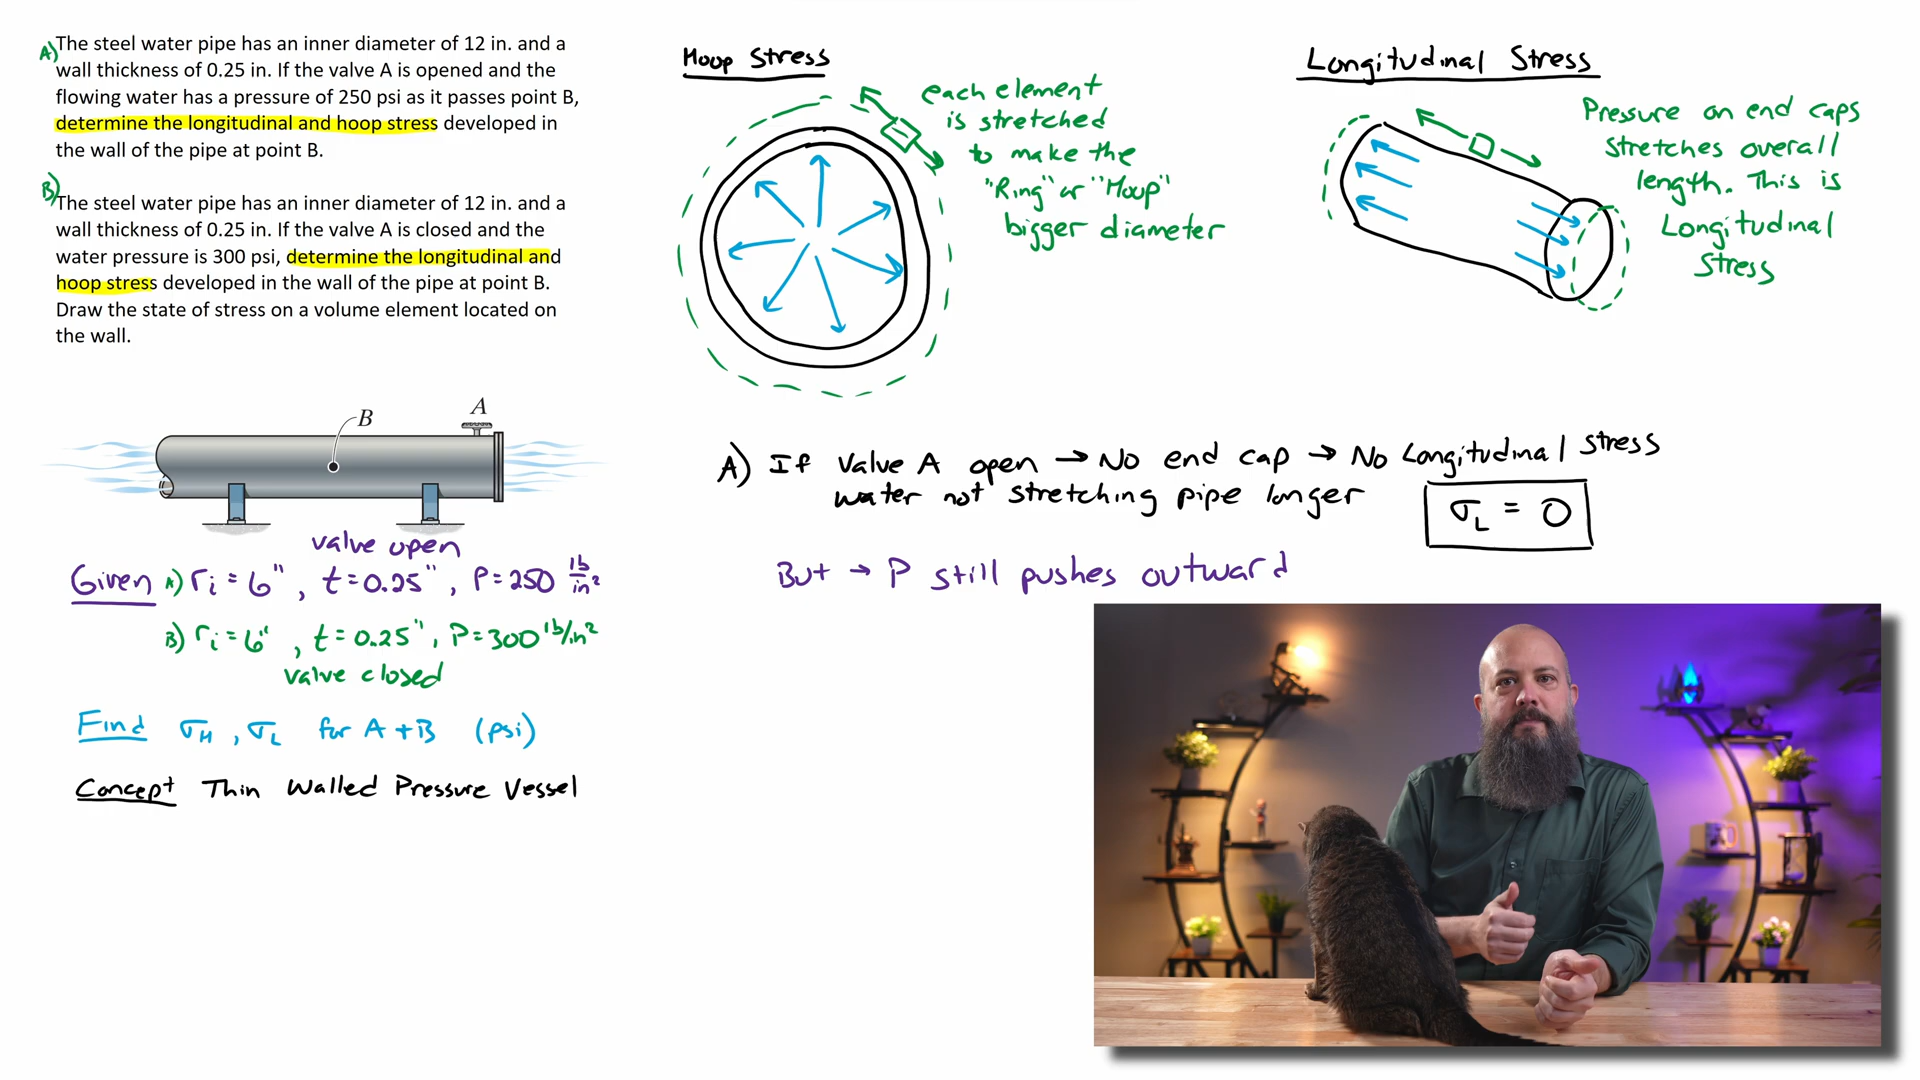 A)
The steel water pipe has an inner diameter of 12 in. and a
wall thickness of 0.25 in. If the valve A is opened and the
flowing water has a pressure of 250 psi as it passes point B,
determine the longitudinal and hoop stress developed in
the wall of the pipe at point B.
B)
The steel water pipe has an inner diameter of 12 in. and a
wall thickness of 0.25 in. If the valve A is closed and the
water pressure is 300 psi, determine the longitudinal and
hoop stress developed in the wall of the pipe at point B.
Draw the state of stress on a volume element located on
the wall.
B
A
valve open
Given A) ri = 6", t = 0.25", P = 250 lb/in²
B) ri = 6", t = 0.25", P = 300 lb/in²
valve closed
Find σH, σL for A + B (psi)
Concept Thin Walled Pressure Vessel
Hoop Stress
each element
is stretched
to make the
"Ring" or "Hoop"
bigger diameter
Longitudinal Stress
Pressure on end caps
stretches overall
length. This is
Longitudinal
Stress
A) If Valve A open → No end cap → No Longitudinal stress
water not stretching pipe longer
σL = 0
But → P still pushes outward